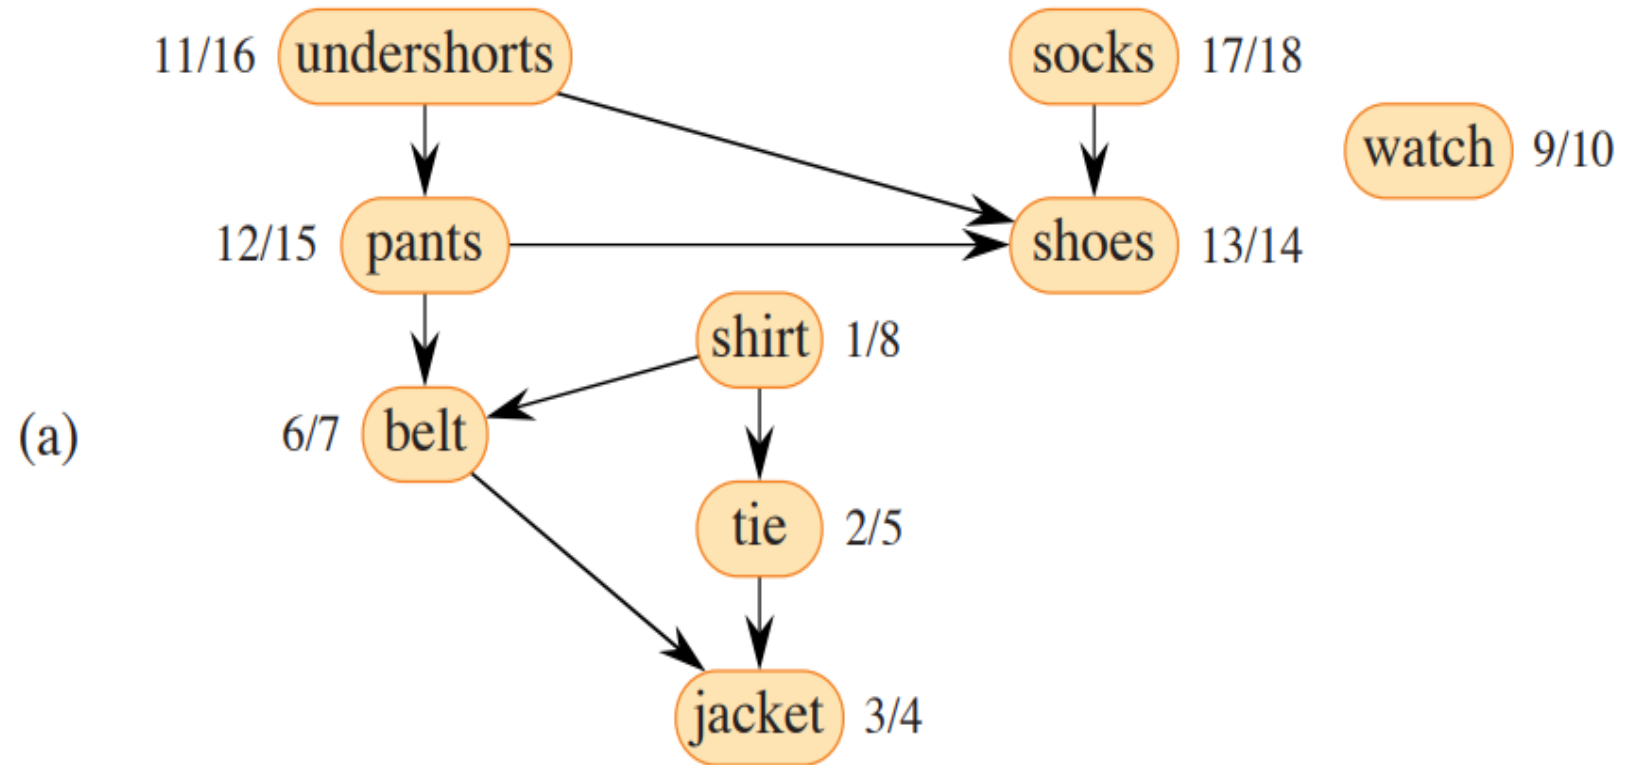 11/16 undershorts socks 17/18
watch 9/10
12/15 pants shoes 13/14
shirt 1/8
(a) 6/7 belt
tie 2/5
jacket 3/4